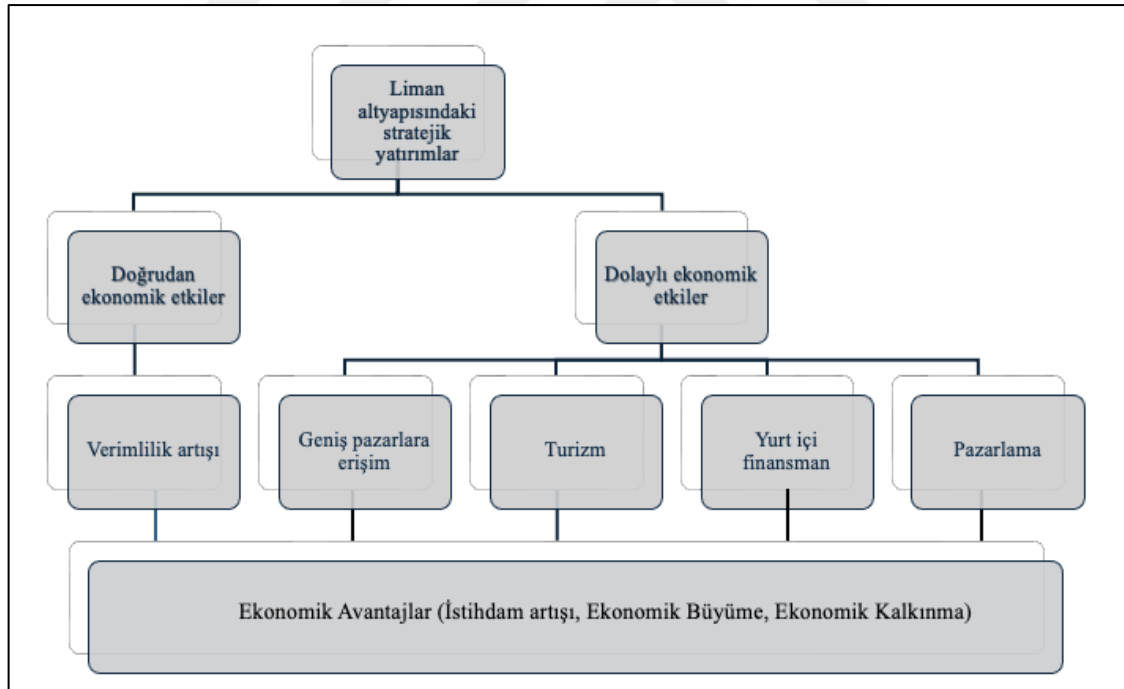 Liman
altyapısındaki
stratejik
yatırımlar
Doğrudan
ekonomik etkiler
Dolaylı ekonomik
etkiler
Verimlilik artışı
Geniş pazarlara
erişim
Turizm
Yurt içi
finansman
Pazarlama
Ekonomik Avantajlar (İstihdam artışı, Ekonomik Büyüme, Ekonomik Kalkınma)